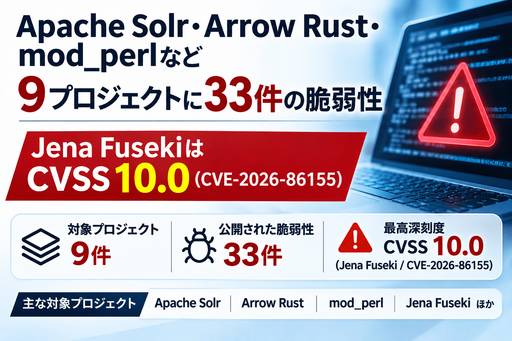 Apache Solr・Arrow Rust・
mod_perlなど
9プロジェクトに33件の脆弱性
Jena Fusekiは
CVSS 10.0 (CVE-2026-86155)
対象プロジェクト
9件
公開された脆弱性
33件
最高深刻度
CVSS 10.0
(Jena Fuseki / CVE-2026-86155)
主な対象プロジェクト Apache Solr Arrow Rust mod_perl Jena Fuseki ほか